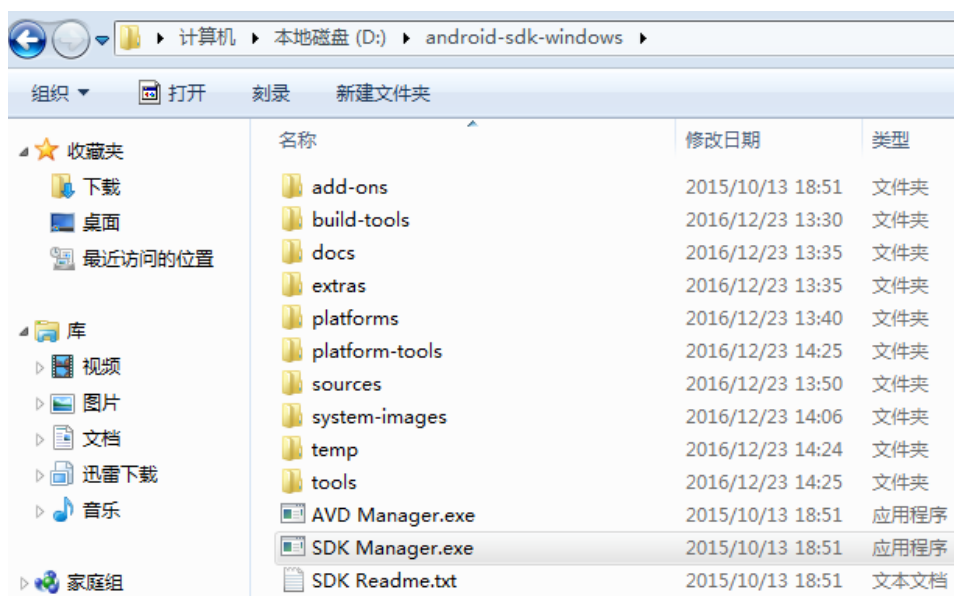 计算机 本地磁盘 (D:) android-sdk-windows
组织 打开 刻录 新建文件夹
名称 修改日期 类型
收藏夹
下载
桌面
最近访问的位置
库
视频
图片
文档
迅雷下载
音乐
家庭组
add-ons 2015/10/13 18:51 文件夹
build-tools 2016/12/23 13:30 文件夹
docs 2016/12/23 13:35 文件夹
extras 2016/12/23 13:35 文件夹
platforms 2016/12/23 13:40 文件夹
platform-tools 2016/12/23 14:25 文件夹
sources 2016/12/23 13:50 文件夹
system-images 2016/12/23 14:06 文件夹
temp 2016/12/23 14:24 文件夹
tools 2016/12/23 14:25 文件夹
AVD Manager.exe 2015/10/13 18:51 应用程序
SDK Manager.exe 2015/10/13 18:51 应用程序
SDK Readme.txt 2015/10/13 18:51 文本文档